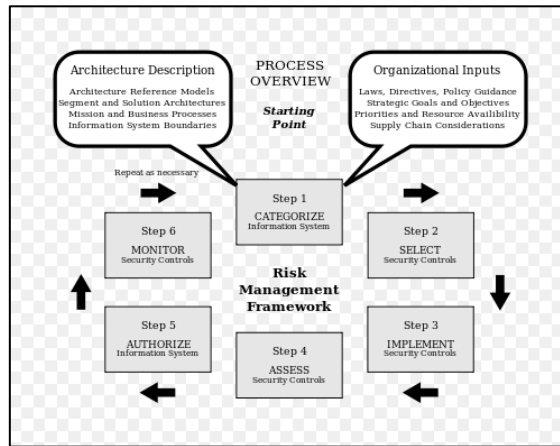 Architecture Description
Architecture Reference Models
Segment and Solution Architectures
Mission and Business Processes
Information System Boundaries
PROCESS
OVERVIEW
Starting
Point
Organizational Inputs
Laws, Directives, Policy Guidance
Strategic Goals and Objectives
Priorities and Resource Availibility
Supply Chain Considerations
Repeat as necessary
Step 1
CATEGORIZE
Information System
Step 2
SELECT
Security Controls
Step 3
IMPLEMENT
Security Controls
Step 4
ASSESS
Security Controls
Step 5
AUTHORIZE
Information System
Step 6
MONITOR
Security Controls
Risk
Management
Framework